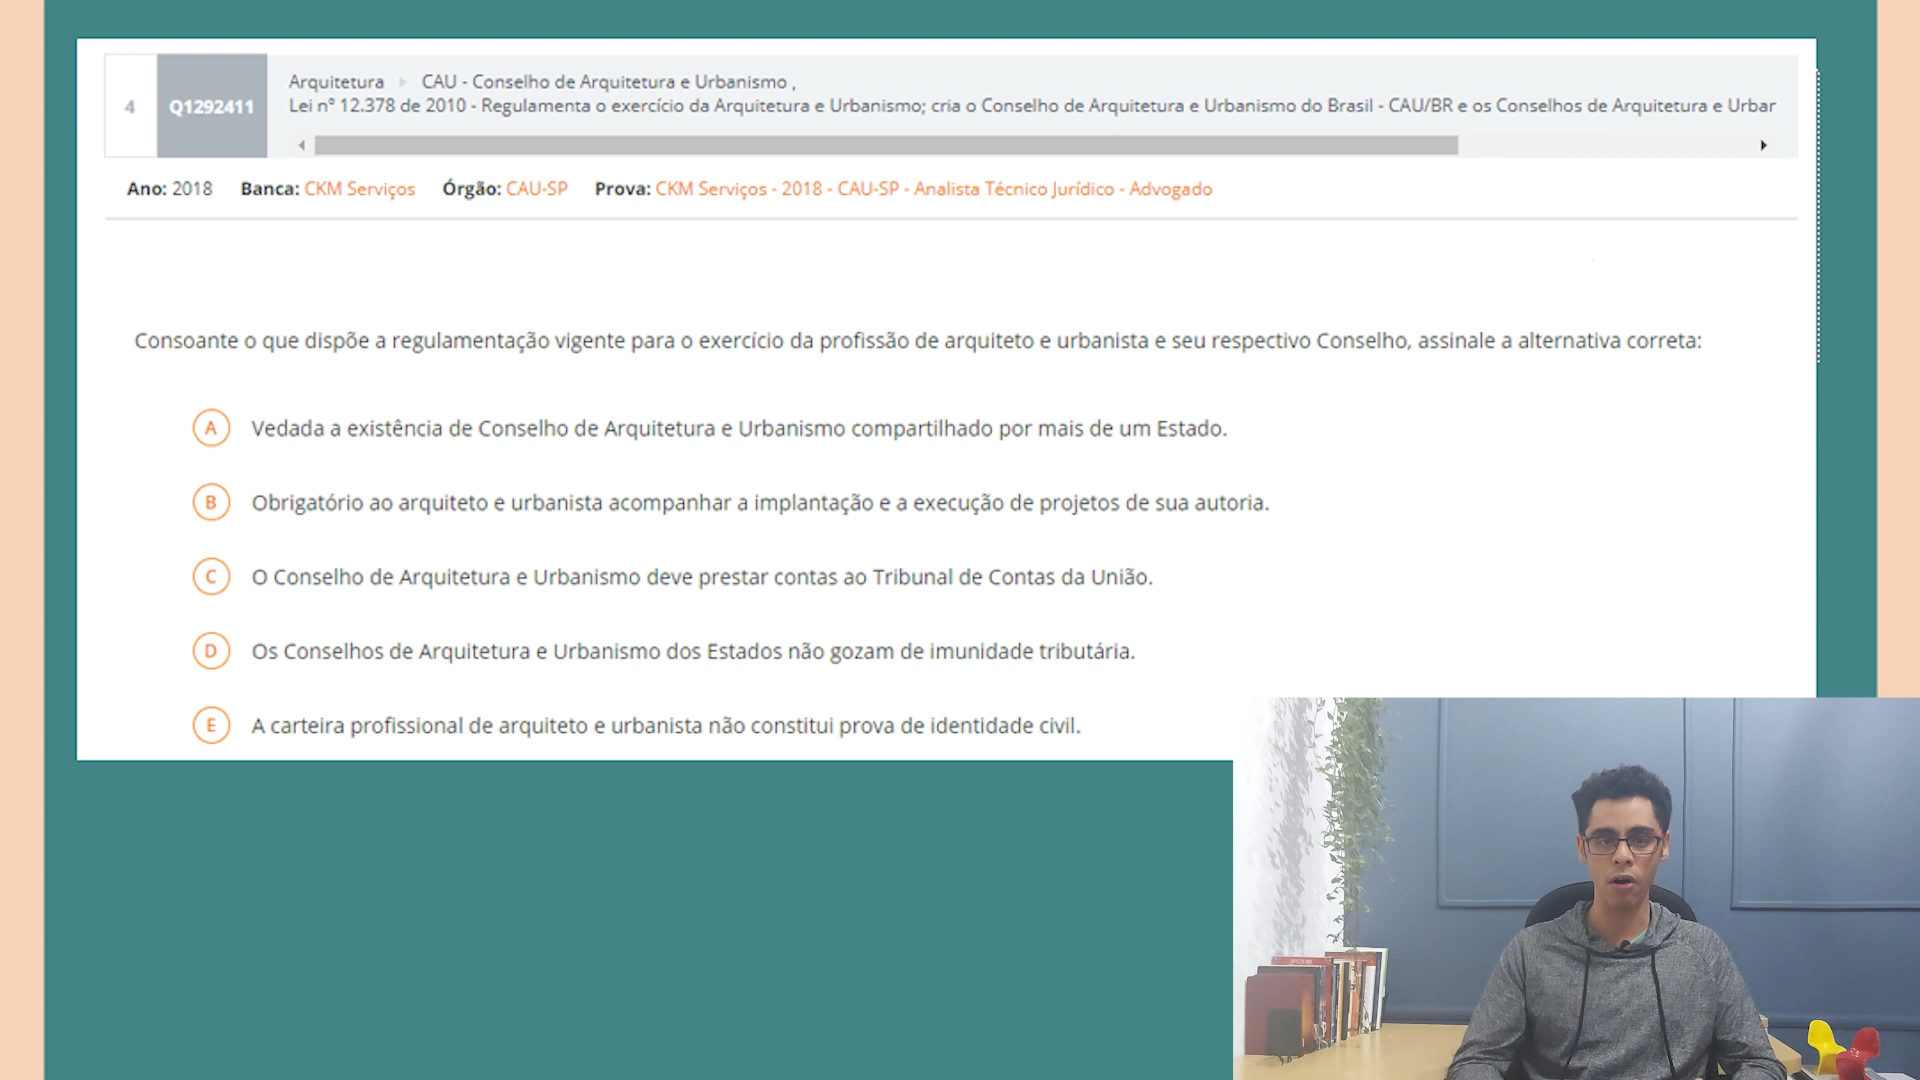 4
Q1292411
Arquitetura CAU - Conselho de Arquitetura e Urbanismo ,
Lei nº 12.378 de 2010 - Regulamenta o exercício da Arquitetura e Urbanismo; cria o Conselho de Arquitetura e Urbanismo do Brasil - CAU/BR e os Conselhos de Arquitetura e Urbar
Ano: 2018 Banca: CKM Serviços Órgão: CAU-SP Prova: CKM Serviços - 2018 - CAU-SP - Analista Técnico Jurídico - Advogado
Consoante o que dispõe a regulamentação vigente para o exercício da profissão de arquiteto e urbanista e seu respectivo Conselho, assinale a alternativa correta:
A Vedada a existência de Conselho de Arquitetura e Urbanismo compartilhado por mais de um Estado.
B Obrigatório ao arquiteto e urbanista acompanhar a implantação e a execução de projetos de sua autoria.
C O Conselho de Arquitetura e Urbanismo deve prestar contas ao Tribunal de Contas da União.
D Os Conselhos de Arquitetura e Urbanismo dos Estados não gozam de imunidade tributária.
E A carteira profissional de arquiteto e urbanista não constitui prova de identidade civil.